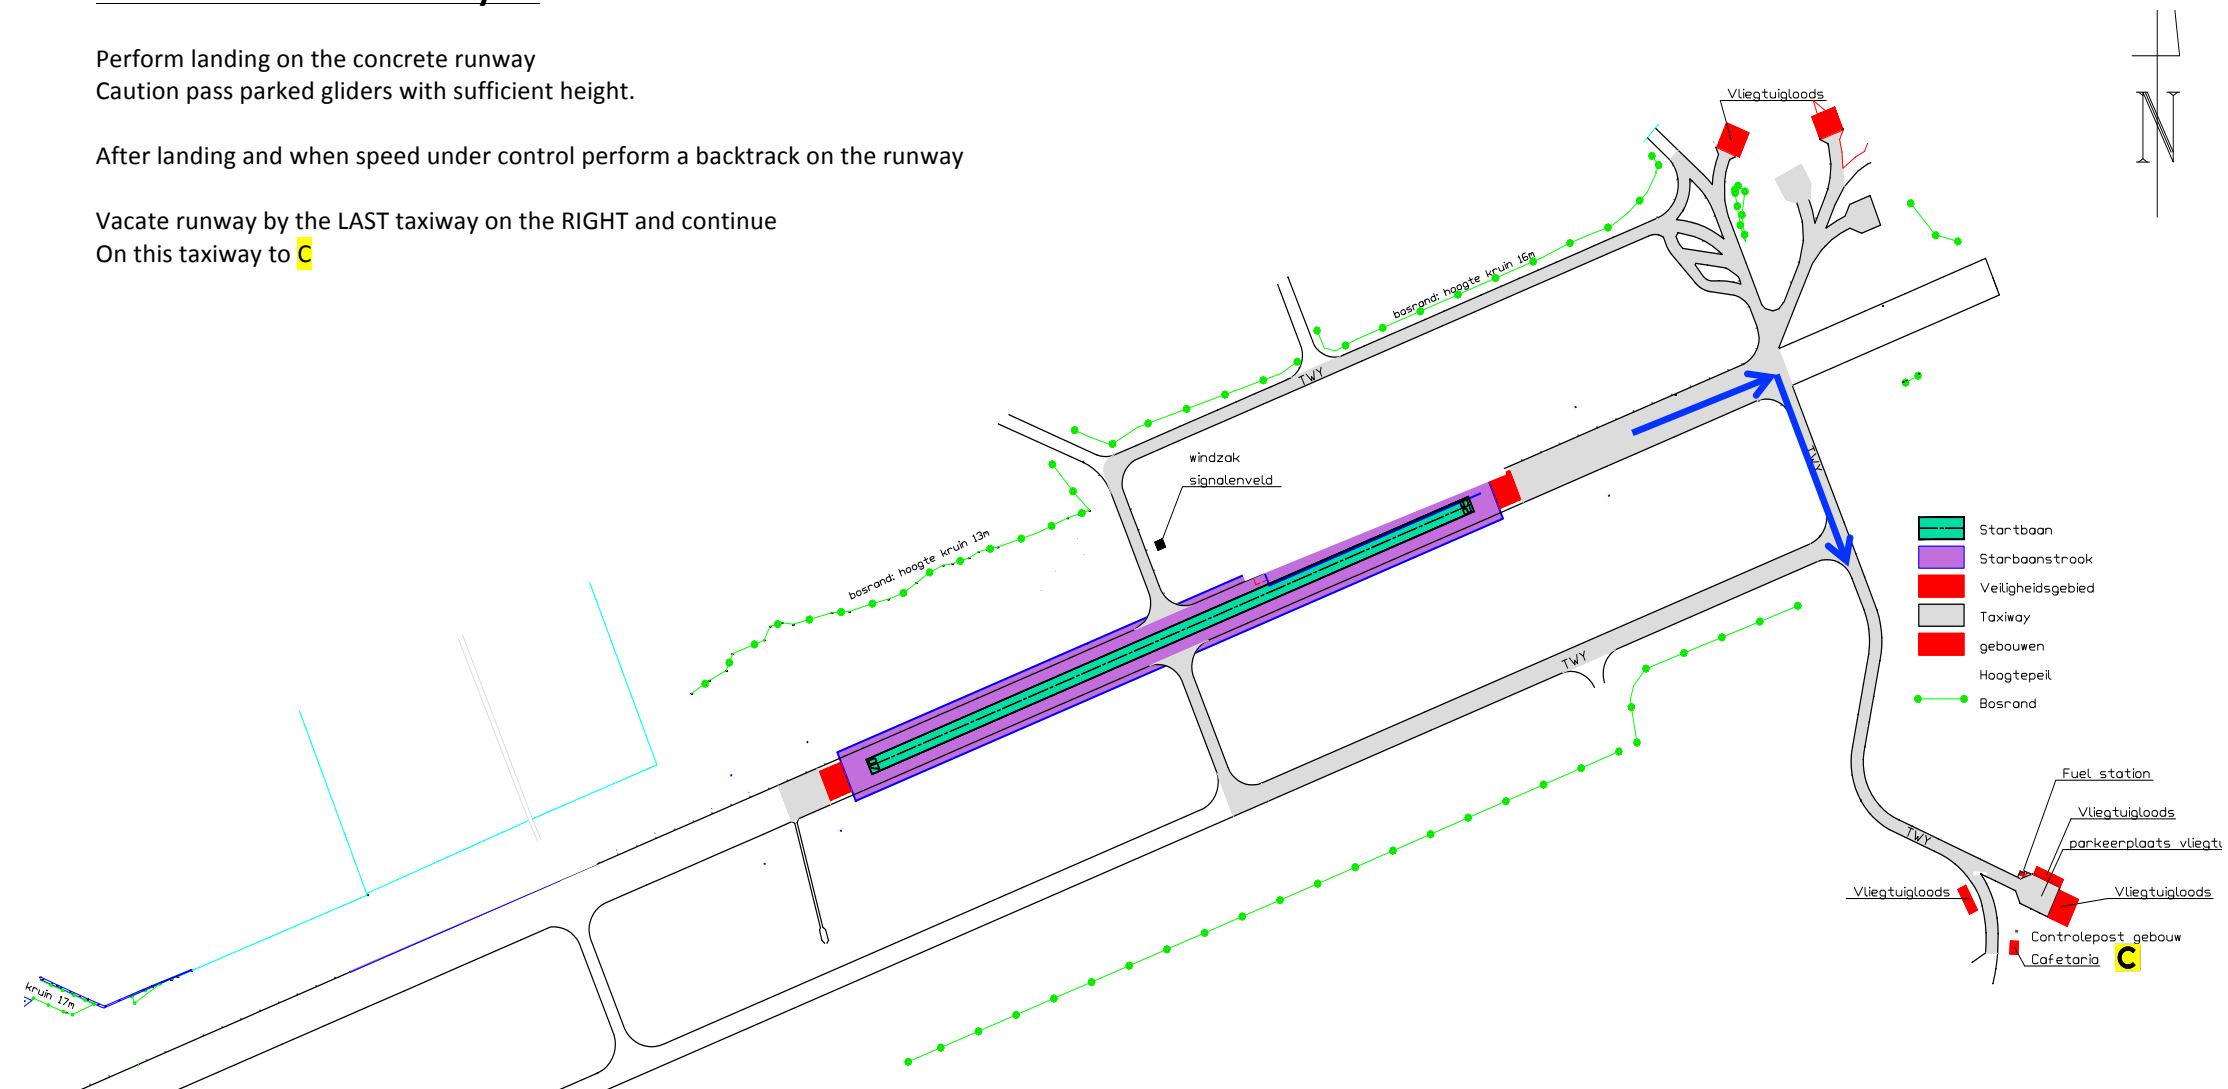 Perform landing on the concrete runway
Caution pass parked gliders with sufficient height.
After landing and when speed under control perform a backtrack on the runway
Vacate runway by the LAST taxiway on the RIGHT and continue
On this taxiway to C
N
Vliegtuigloods
bosrand: hoogte kruin 16m
TWY
windzak
signalenveld
TWY
bosrand: hoogte kruin 13m
Startbaan
Starbaanstrook
Veiligheidsgebied
Taxiway
gebouwen
Hoogtepeil
Bosrand
TWY
07
Fuel station
Vliegtuigloods
TWY
parkeerplaats vliegtu
Vliegtuigloods
Vliegtuigloods
Controlepost gebouw
Cafetaria C
kruin 17m